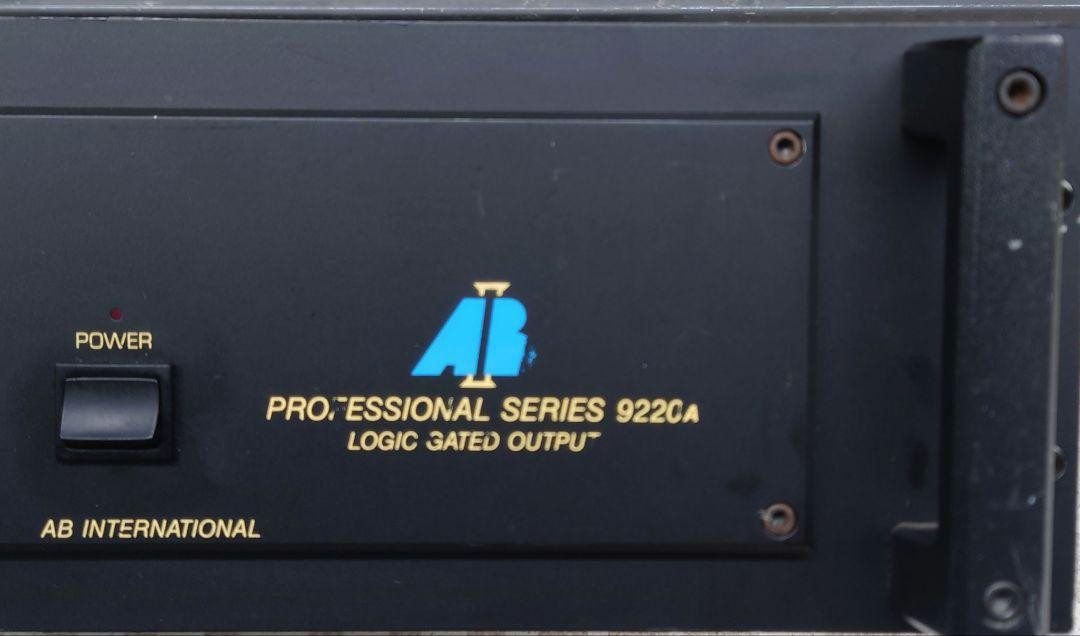 POWER
AB
PROFESSIONAL SERIES 9220A
LOGIC GATED OUTPUT
AB INTERNATIONAL